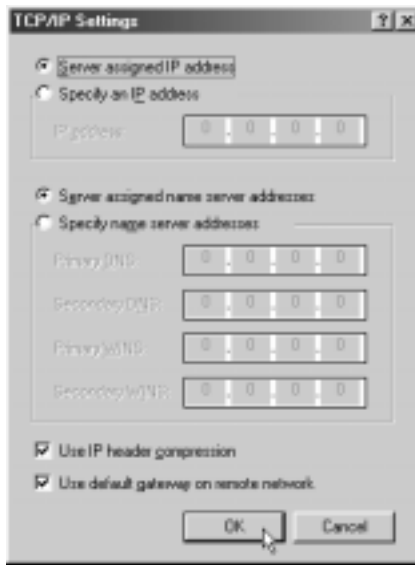 TCP/IP Settings ? x
Server assigned IP address
Specify an IP address
IP address: 0 . 0 . 0 . 0
Server assigned name server addresses
Specify name server addresses
Primary DNS: 0 . 0 . 0 . 0
Secondary DNS: 0 . 0 . 0 . 0
Primary WINS: 0 . 0 . 0 . 0
Secondary WINS: 0 . 0 . 0 . 0
Use IP header compression
Use default gateway on remote network
OK Cancel